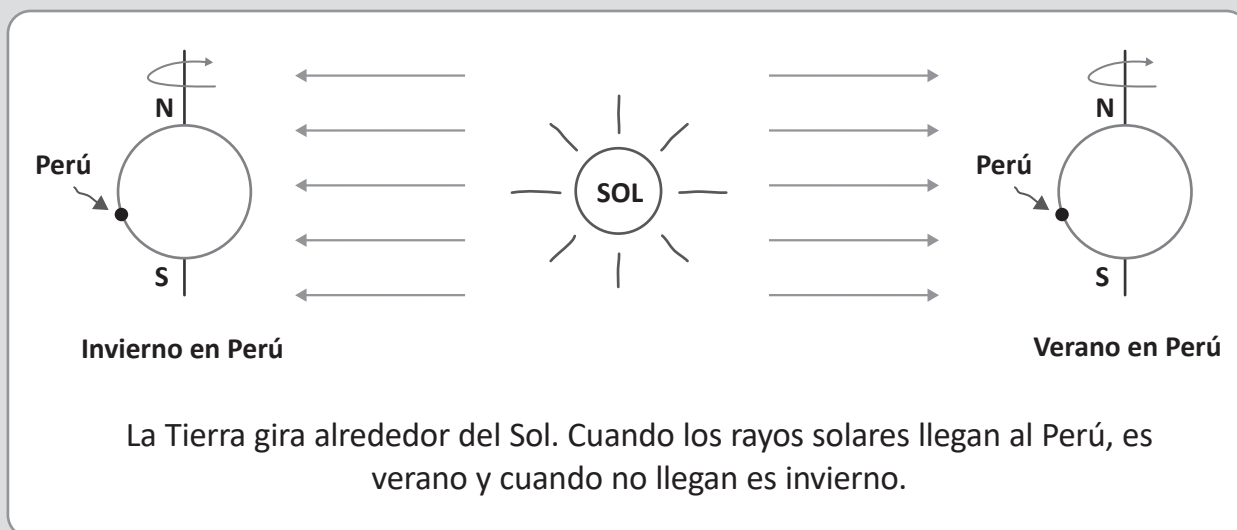 N
Perú
S
Invierno en Perú
SOL
N
Perú
S
Verano en Perú
La Tierra gira alrededor del Sol. Cuando los rayos solares llegan al Perú, es
verano y cuando no llegan es invierno.